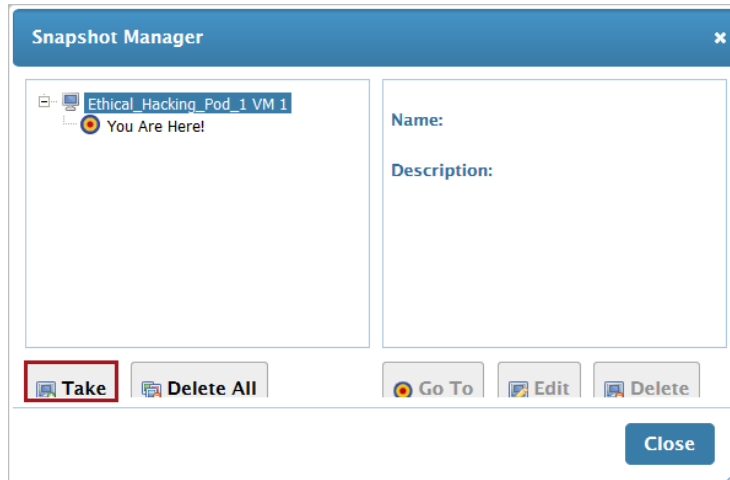 Snapshot Manager
Ethical_Hacking_Pod_1 VM 1
You Are Here!
Name:
Description:
Take
Delete All
Go To
Edit
Delete
Close